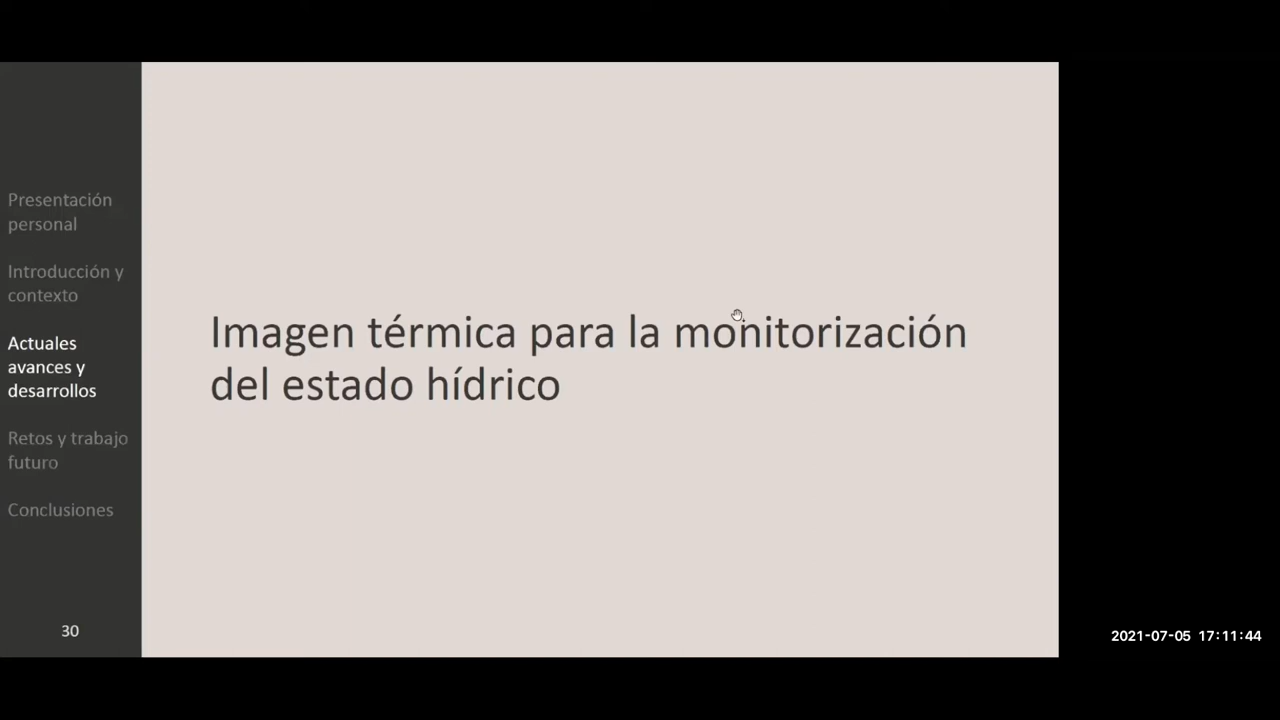 Presentación
personal
Introducción y
contexto
Actuales
avances y
desarrollos
Retos y trabajo
futuro
Conclusiones
30
Imagen térmica para la monitorización
del estado hídrico
2021-07-05 17:11:44